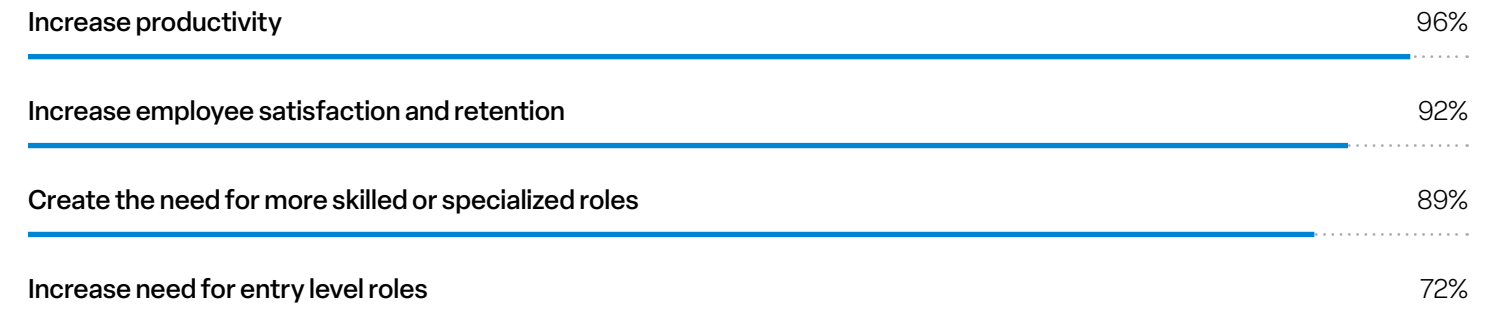 Increase productivity 96%
Increase employee satisfaction and retention 92%
Create the need for more skilled or specialized roles 89%
Increase need for entry level roles 72%